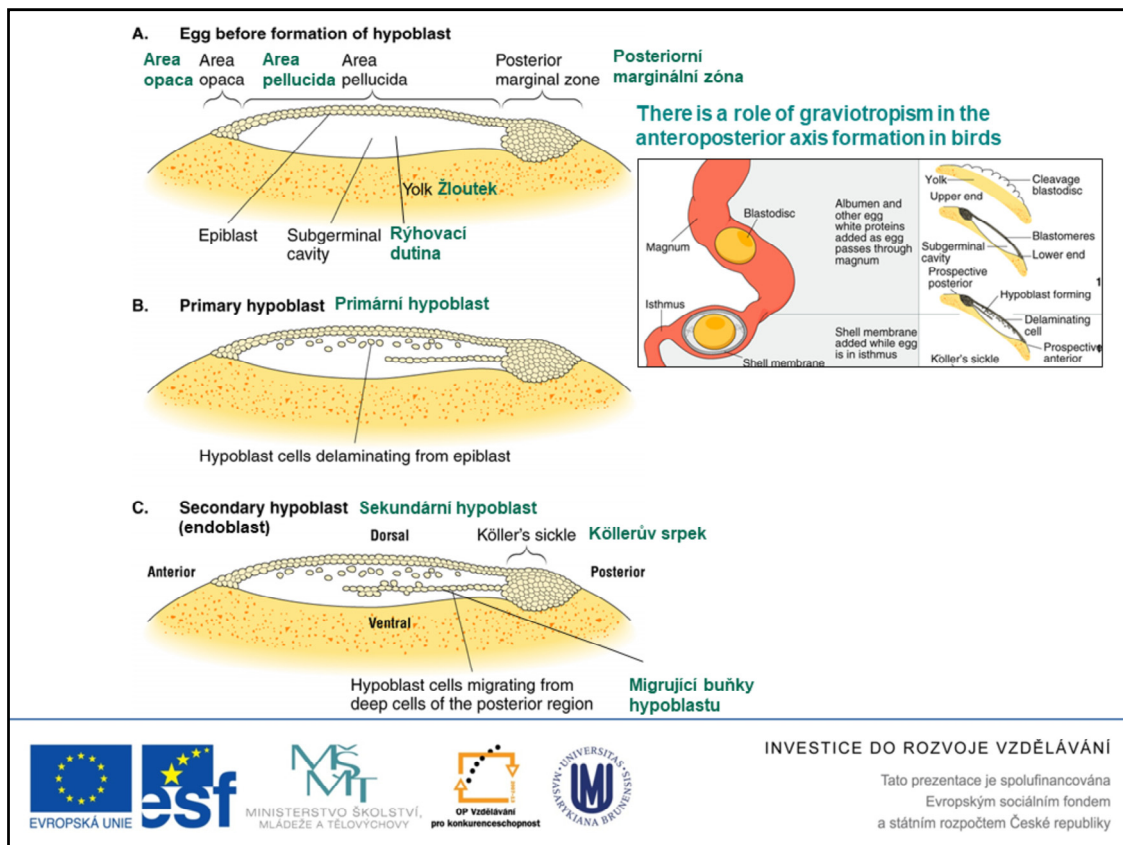 A. Egg before formation of hypoblast
Area
opaca
Area
opaca
Area
pellucida
Area
pellucida
Posterior
marginal zone
Posteriorní
marginální zóna
Yolk Žloutek
Epiblast
Subgerminal
cavity
Rýhovací
dutina
There is a role of graviotropism in the
anteroposterior axis formation in birds
Magnum
Blastodisc
Isthmus
Shell membrane
Albumen and
other egg
white proteins
added as egg
passes through
magnum
Shell membrane
added while egg
is in isthmus
Yolk
Cleavage
blastodisc
Upper end
Blastomeres
Subgerminal
cavity
Lower end
Prospective
posterior
Hypoblast forming
Delaminating
cell
Prospective
anterior
Köller's sickle
1
B. Primary hypoblast Primární hypoblast
Hypoblast cells delaminating from epiblast
C. Secondary hypoblast Sekundární hypoblast
(endoblast)
Dorsal
Köller's sickle Köllerův srpek
Anterior
Posterior
Ventral
Hypoblast cells migrating from
deep cells of the posterior region
Migrující buňky
hypoblastu
EVROPSKÁ UNIE
esf
MŠMT
MINISTERSTVO ŠKOLSTVÍ,
MLÁDEŽE A TĚLOVÝCHOVY
2007-13
OP Vzdělávání
pro konkurenceschopnost
UNIVERSITAS MASARYKIANA BRUNENSIS
INVESTICE DO ROZVOJE VZDĚLÁVÁNÍ
Tato prezentace je spolufinancována
Evropským sociálním fondem
a státním rozpočtem České republiky